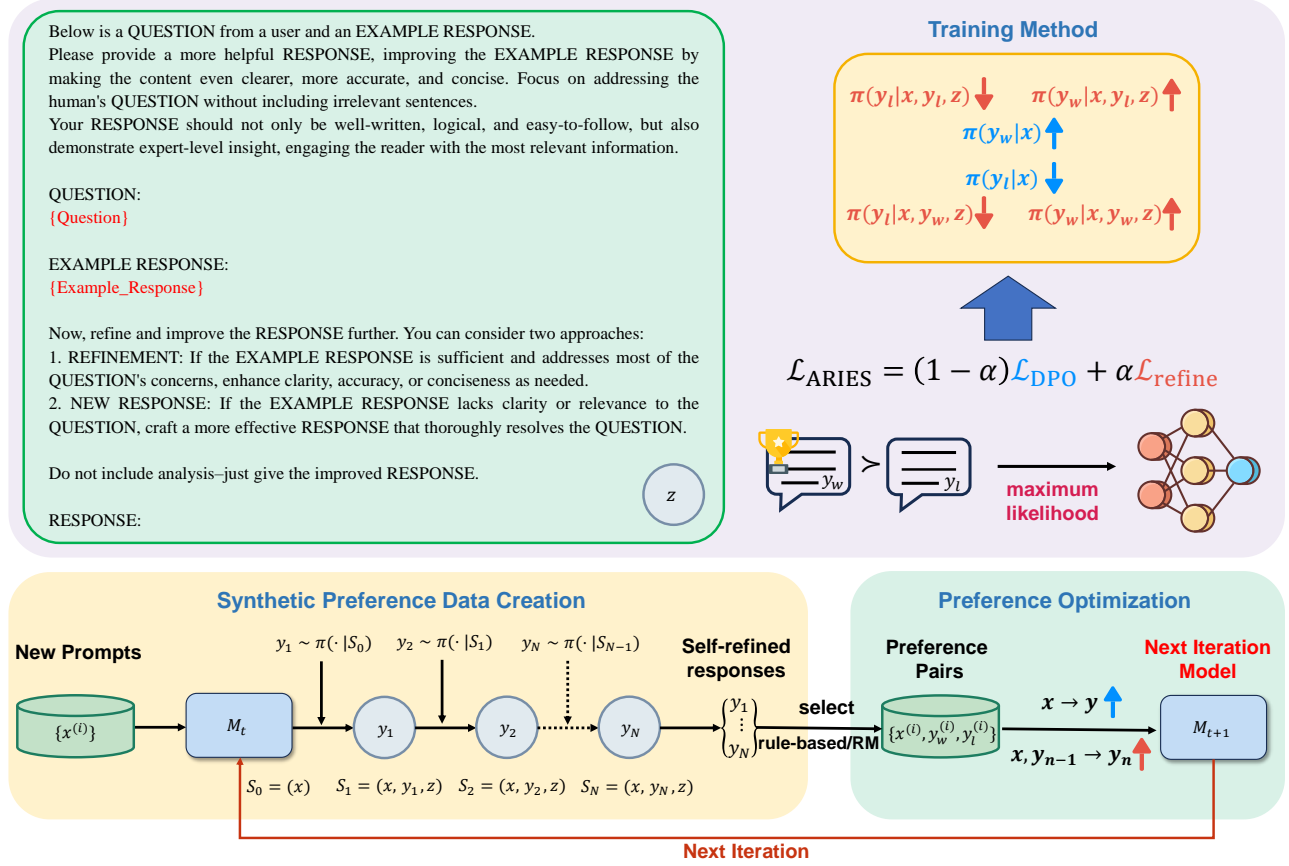 Below is a QUESTION from a user and an EXAMPLE RESPONSE.
Please provide a more helpful RESPONSE, improving the EXAMPLE RESPONSE by
making the content even clearer, more accurate, and concise. Focus on addressing the
human's QUESTION without including irrelevant sentences.
Your RESPONSE should not only be well-written, logical, and easy-to-follow, but also
demonstrate expert-level insight, engaging the reader with the most relevant information.
QUESTION:
{Question}
EXAMPLE RESPONSE:
{Example_Response}
Now, refine and improve the RESPONSE further. You can consider two approaches:
1. REFINEMENT: If the EXAMPLE RESPONSE is sufficient and addresses most of the
QUESTION's concerns, enhance clarity, accuracy, or conciseness as needed.
2. NEW RESPONSE: If the EXAMPLE RESPONSE lacks clarity or relevance to the
QUESTION, craft a more effective RESPONSE that thoroughly resolves the QUESTION.
Do not include analysis–just give the improved RESPONSE.
RESPONSE:
z
Training Method
π(y_l|x, y_l, z)↓ π(y_w|x, y_l, z)↑
π(y_w|x)↑
π(y_l|x)↓
π(y_l|x, y_w, z)↓ π(y_w|x, y_w, z)↑
ℒ_ARIES = (1 − α)ℒ_DPO + αℒ_refine
y_w ≻ y_l
maximum
likelihood
Synthetic Preference Data Creation
New Prompts
{x^(i)}
M_t
y_1 ~ π(· |S_0)
y_2 ~ π(· |S_1)
y_N ~ π(· |S_{N−1})
y_1
y_2
y_N
S_0 = (x)
S_1 = (x, y_1, z)
S_2 = (x, y_2, z)
S_N = (x, y_N, z)
Self-refined
responses
{y_1
⋮
y_N}
select
rule-based/RM
Preference Optimization
Preference
Pairs
{x^(i), y_w^(i), y_l^(i)}
x → y ↑
x, y_{n−1} → y_n ↑
Next Iteration
Model
M_{t+1}
Next Iteration